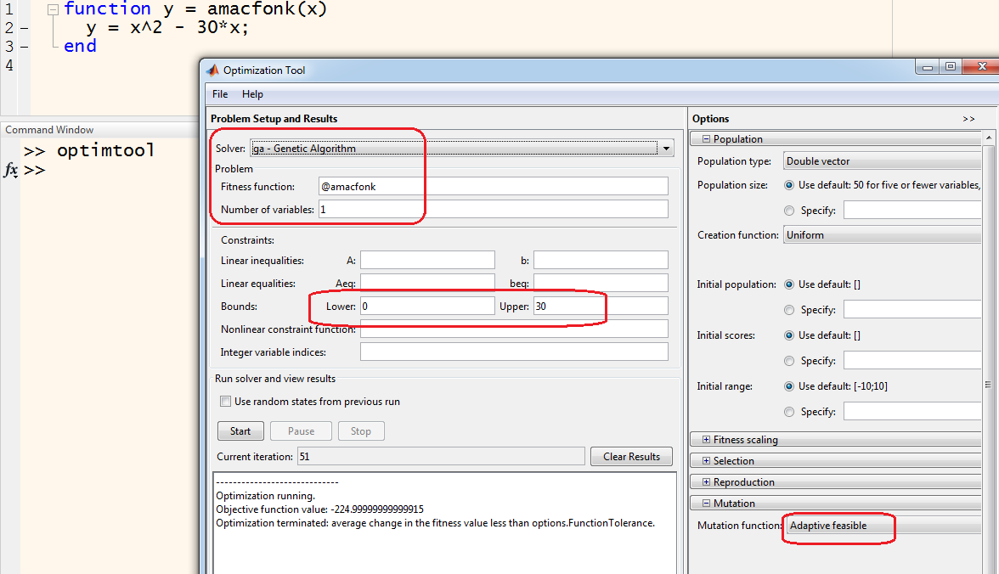 1 function y = amacfonk(x)
2 – y = x^2 - 30*x;
3 – end
4
Command Window
>> optimtool
fx >>
Optimization Tool
File Help
Problem Setup and Results
Solver: ga - Genetic Algorithm
Problem
Fitness function: @amacfonk
Number of variables: 1
Constraints:
Linear inequalities: A: b:
Linear equalities: Aeq: beq:
Bounds: Lower: 0 Upper: 30
Nonlinear constraint function:
Integer variable indices:
Run solver and view results
Use random states from previous run
Start Pause Stop
Current iteration: 51 Clear Results
-----------------------------
Optimization running.
Objective function value: -224.99999999999915
Optimization terminated: average change in the fitness value less than options.FunctionTolerance.
Options >>
Population
Population type: Double vector
Population size: Use default: 50 for five or fewer variables,
Specify:
Creation function: Uniform
Initial population: Use default: []
Specify:
Initial scores: Use default: []
Specify:
Initial range: Use default: [-10;10]
Specify:
Fitness scaling
Selection
Reproduction
Mutation
Mutation function: Adaptive feasible